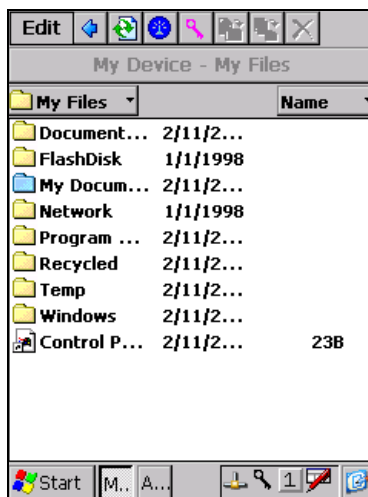 Edit
My Device - My Files
My Files Name
Document... 2/11/2...
FlashDisk 1/1/1998
My Docum... 2/11/2...
Network 1/1/1998
Program ... 2/11/2...
Recycled 2/11/2...
Temp 2/11/2...
Windows 2/11/2...
Control P... 2/11/2... 23B
Start M.. A... 1